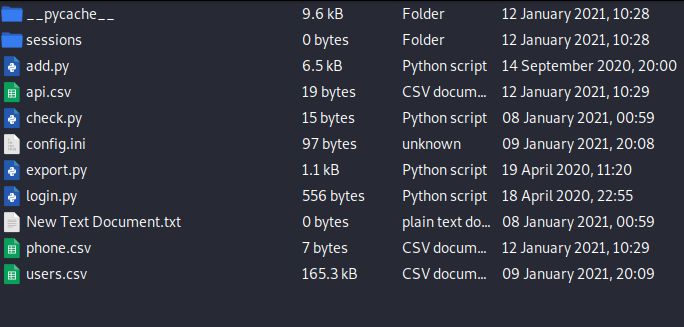 __pycache__ 9.6 kB Folder 12 January 2021, 10:28
sessions 0 bytes Folder 12 January 2021, 10:28
add.py 6.5 kB Python script 14 September 2020, 20:00
api.csv 19 bytes CSV docum... 12 January 2021, 10:29
check.py 15 bytes Python script 08 January 2021, 00:59
config.ini 97 bytes unknown 09 January 2021, 20:08
export.py 1.1 kB Python script 19 April 2020, 11:20
login.py 556 bytes Python script 18 April 2020, 22:55
New Text Document.txt 0 bytes plain text do... 08 January 2021, 00:59
phone.csv 7 bytes CSV docum... 12 January 2021, 10:29
users.csv 165.3 kB CSV docum... 09 January 2021, 20:09